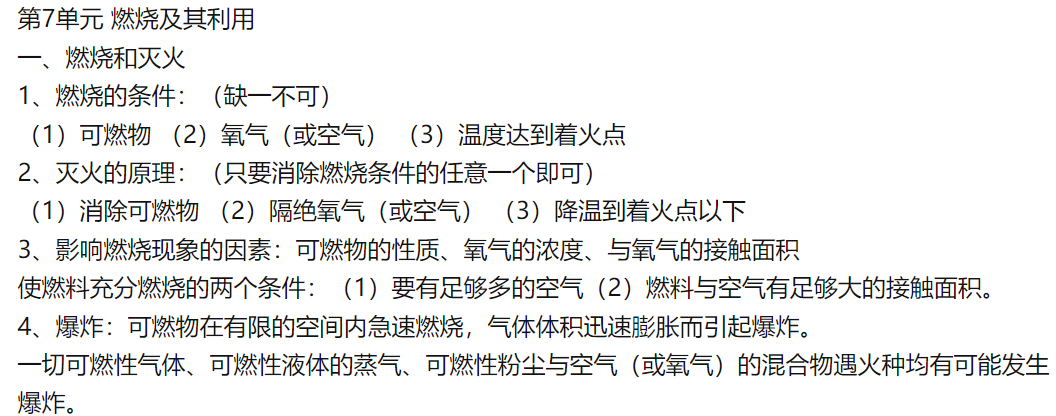 第7单元 燃烧及其利用
一、燃烧和灭火
1、燃烧的条件：（缺一不可）
（1）可燃物 （2）氧气（或空气） （3）温度达到着火点
2、灭火的原理：（只要消除燃烧条件的任意一个即可）
（1）消除可燃物 （2）隔绝氧气（或空气） （3）降温到着火点以下
3、影响燃烧现象的因素：可燃物的性质、氧气的浓度、与氧气的接触面积
使燃料充分燃烧的两个条件：（1）要有足够多的空气（2）燃料与空气有足够大的接触面积。
4、爆炸：可燃物在有限的空间内急速燃烧，气体体积迅速膨胀而引起爆炸。
一切可燃性气体、可燃性液体的蒸气、可燃性粉尘与空气（或氧气）的混合物遇火种均有可能发生
爆炸。